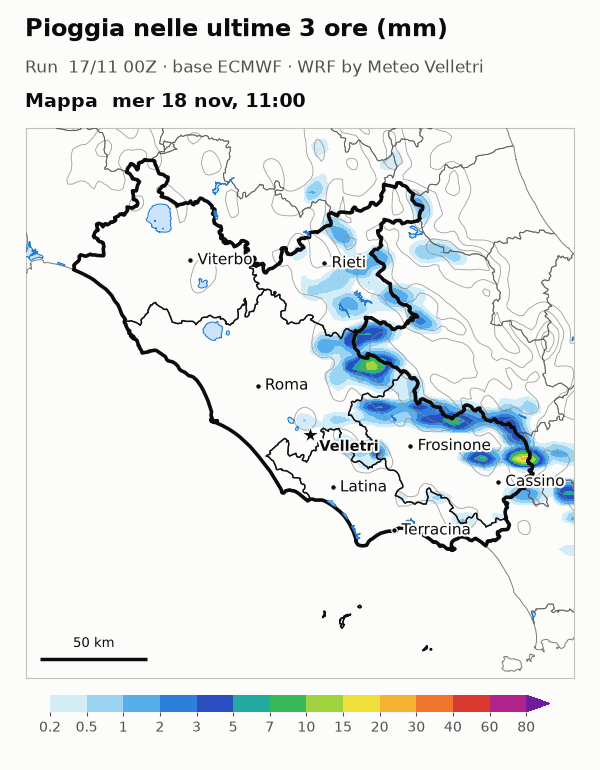 Pioggia nelle ultime 3 ore (mm)
Run  17/11 00Z · base ECMWF · WRF by Meteo Velletri
Mappa  mer 18 nov, 11:00
Viterbo
Rieti
Roma
Velletri
Frosinone
Latina
Cassino
Terracina
50 km
0.2 0.5 1 2 3 5 7 10 15 20 30 40 60 80